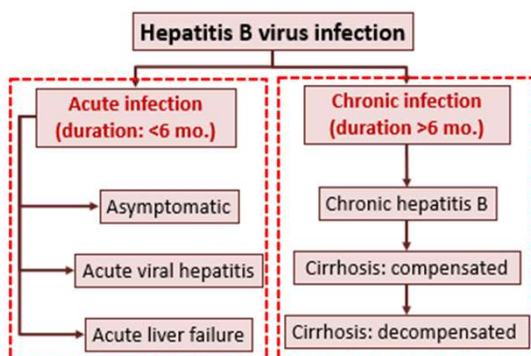 Hepatitis B virus infection
Acute infection
(duration: <6 mo.)
Asymptomatic
Acute viral hepatitis
Acute liver failure
Chronic infection
(duration >6 mo.)
Chronic hepatitis B
Cirrhosis: compensated
Cirrhosis: decompensated